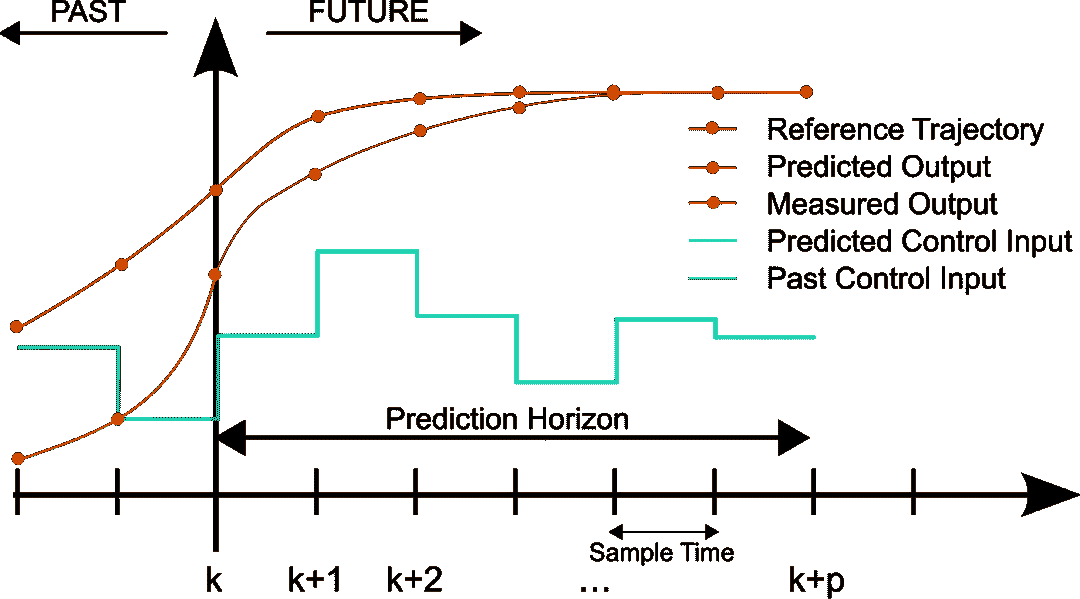 PAST
FUTURE
Reference Trajectory
Predicted Output
Measured Output
Predicted Control Input
Past Control Input
Prediction Horizon
Sample Time
k
k+1
k+2
...
k+p